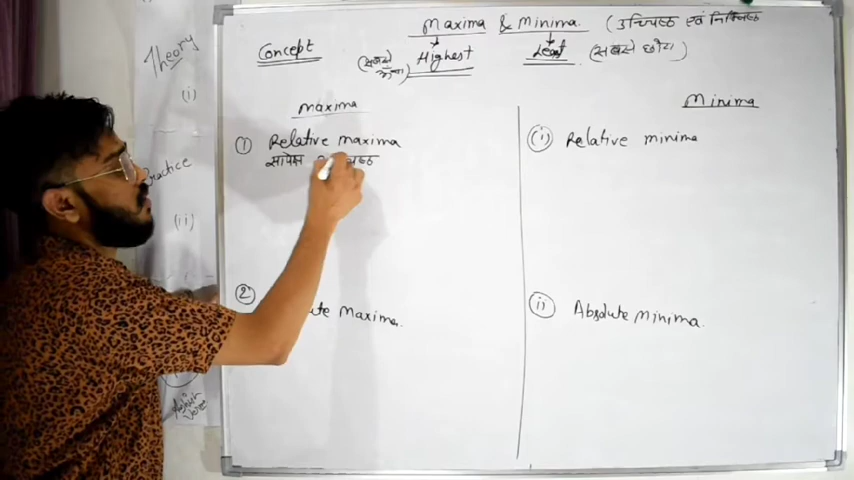 Maxima & Minima (उच्चिष्ठ एवं निम्निष्ठ
Concept
(सबसे Highest Least (सबसे छोटा)
Theory
(i)
Practice
(ii)
Maxima
① Relative maxima
सापेक्ष
②
Maxima.
Minima
(i) Relative minima
(ii) Absolute Minima.